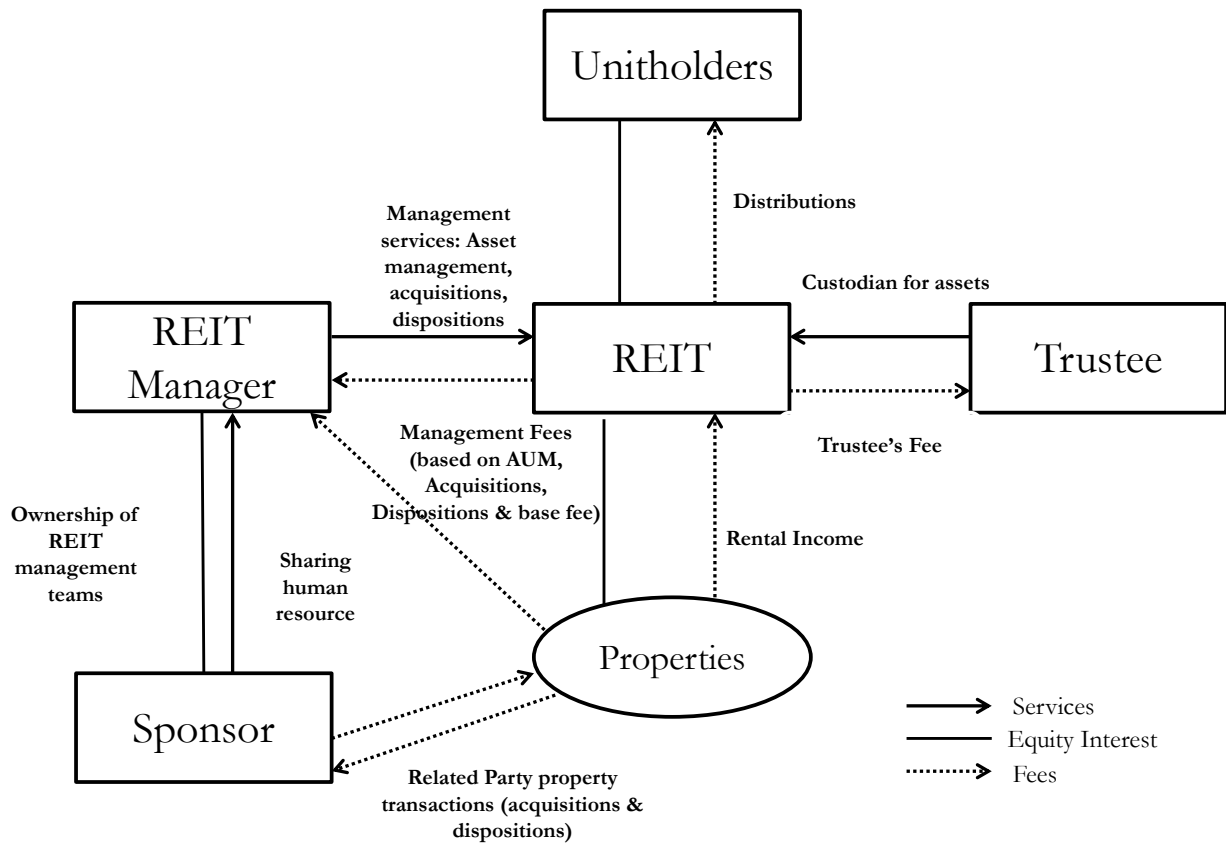 Unitholders
Distributions
Management
services: Asset
management,
acquisitions,
dispositions
Custodian for assets
REIT
Manager
REIT
Trustee
Management Fees
(based on AUM,
Acquisitions,
Dispositions & base fee)
Trustee's Fee
Ownership of
REIT
management
teams
Sharing
human
resource
Rental Income
Properties
Sponsor
Related Party property
transactions (acquisitions &
dispositions)
Services
Equity Interest
Fees